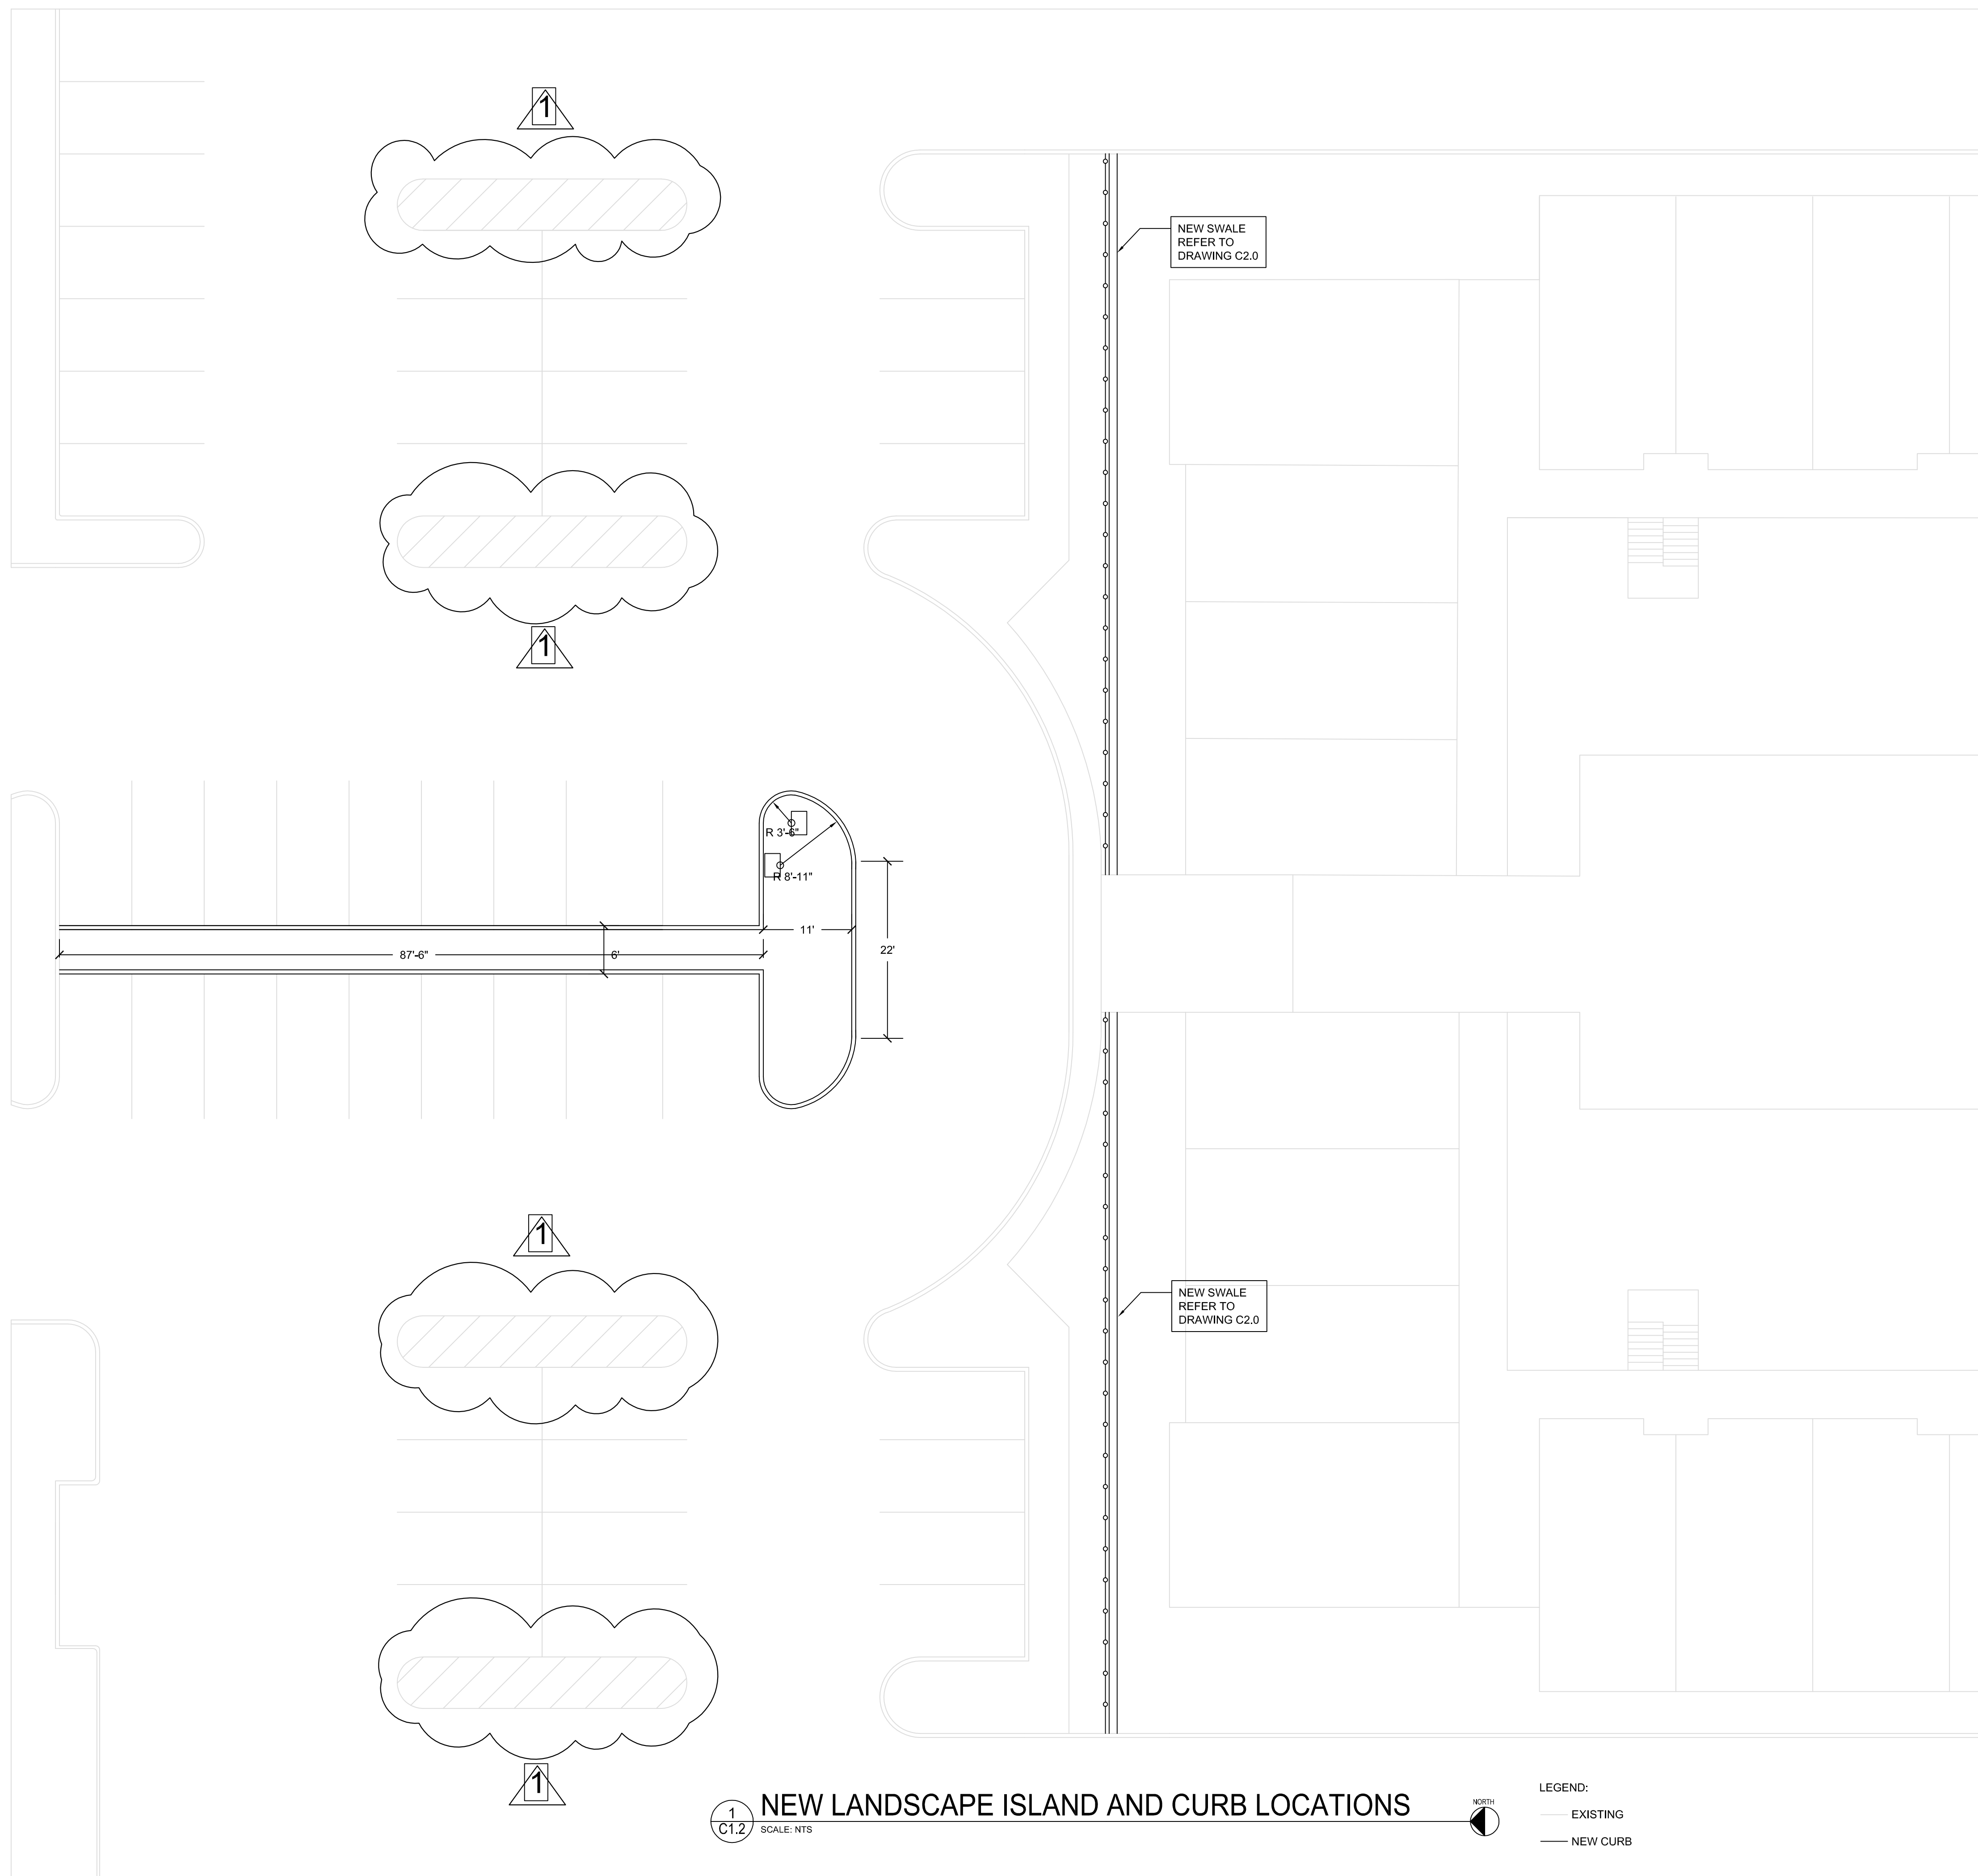 1
NEW SWALE
REFER TO
DRAWING C2.0
1
R 3'-6"
R 8'-11"
11'
22'
87'-6"
6'
1
NEW SWALE
REFER TO
DRAWING C2.0
1
1
C1.2
NEW LANDSCAPE ISLAND AND CURB LOCATIONS
SCALE: NTS
NORTH
LEGEND:
EXISTING
NEW CURB